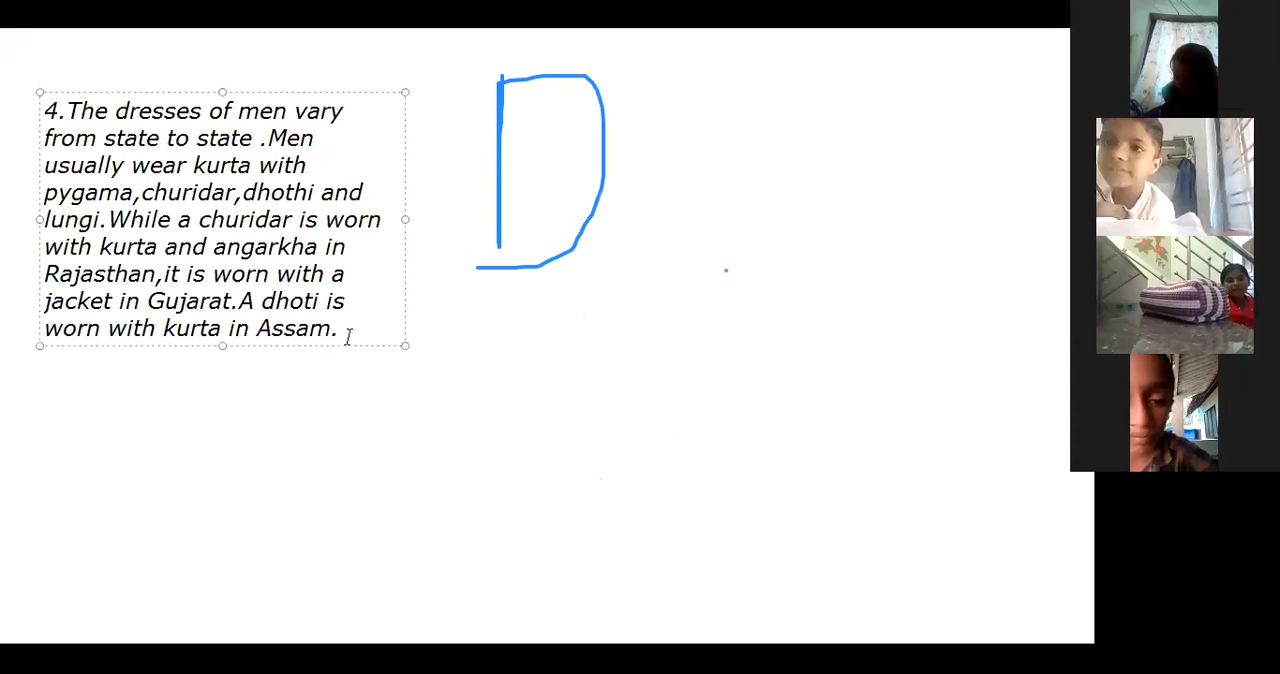 4.The dresses of men vary
from state to state .Men
usually wear kurta with
pygama,churidar,dhothi and
lungi.While a churidar is worn
with kurta and angarkha in
Rajasthan,it is worn with a
jacket in Gujarat.A dhoti is
worn with kurta in Assam.
D